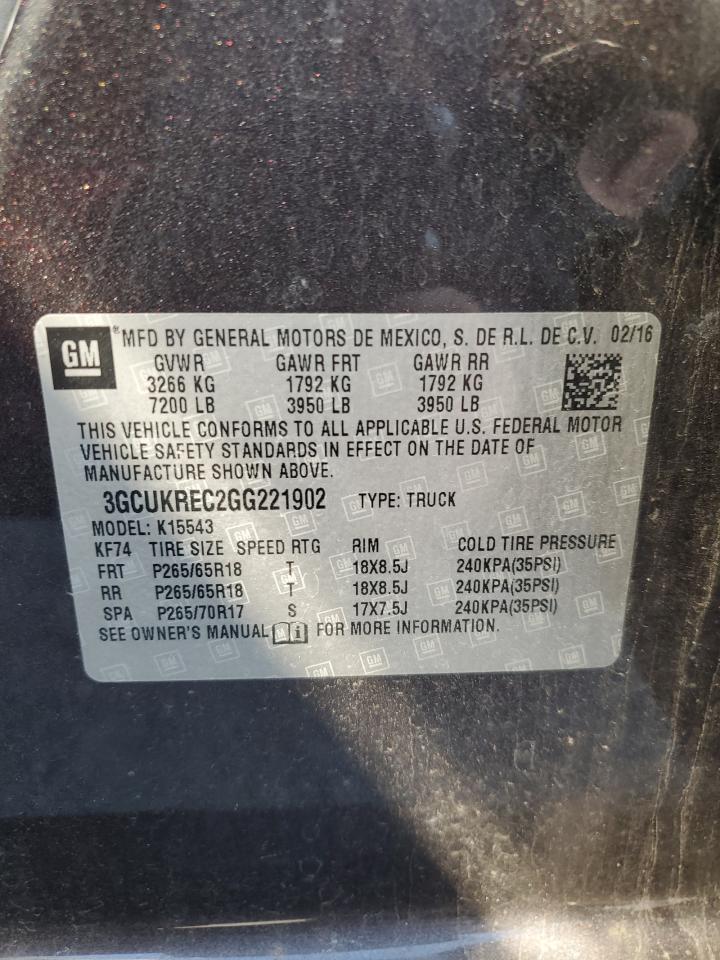 GM ® MFD BY GENERAL MOTORS DE MEXICO, S. DE R.L. DE C.V. 02/16
GVWR GAWR FRT GAWR RR
3266 KG 1792 KG 1792 KG
7200 LB 3950 LB 3950 LB
THIS VEHICLE CONFORMS TO ALL APPLICABLE U.S. FEDERAL MOTOR
VEHICLE SAFETY STANDARDS IN EFFECT ON THE DATE OF
MANUFACTURE SHOWN ABOVE.
3GCUKREC2GG221902 TYPE: TRUCK
MODEL: K15543
KF74 TIRE SIZE SPEED RTG RIM COLD TIRE PRESSURE
FRT P265/65R18 T 18X8.5J 240KPA(35PSI)
RR P265/65R18 T 18X8.5J 240KPA(35PSI)
SPA P265/70R17 S 17X7.5J 240KPA(35PSI)
SEE OWNER'S MANUAL FOR MORE INFORMATION.